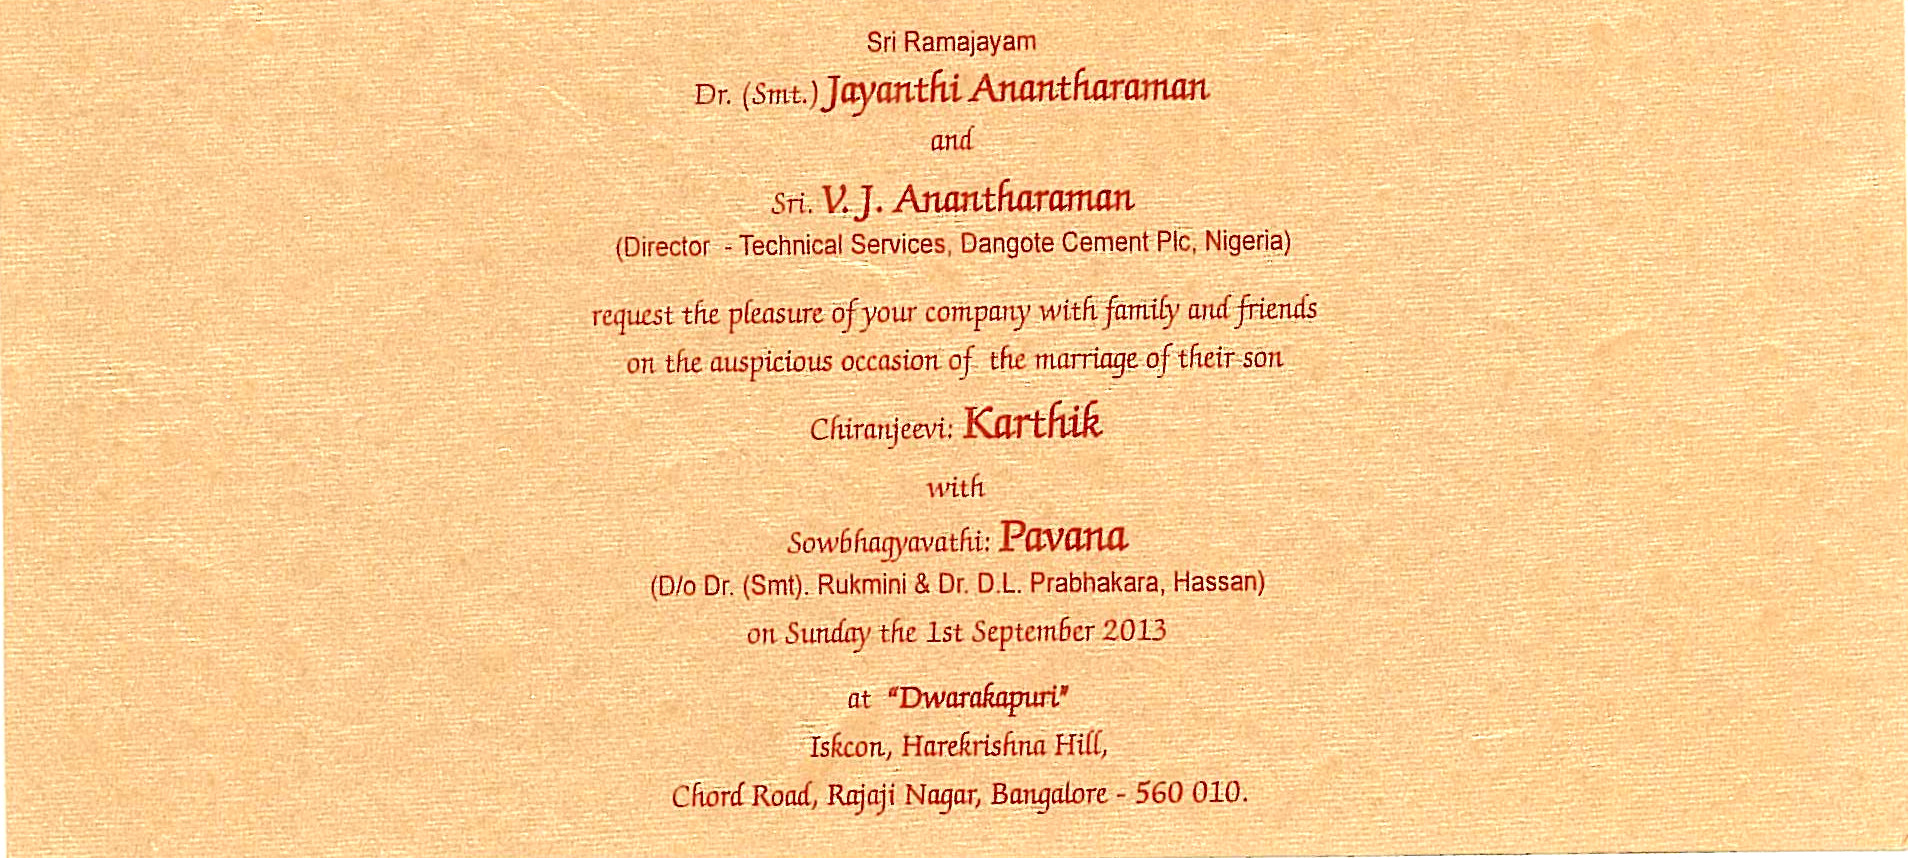 Sri Ramajayam
Dr. (Smt.) Jayanthi Anantharaman
and
Sri. V. J. Anantharaman
(Director - Technical Services, Dangote Cement Plc, Nigeria)
request the pleasure of your company with family and friends
on the auspicious occasion of the marriage of their son
Chiranjeevi: Karthik
with
Sowbhagyavathi: Pavana
(D/o Dr. (Smt). Rukmini & Dr. D.L. Prabhakara, Hassan)
on Sunday the 1st September 2013
at "Dwarakapuri"
Iskcon, Harekrishna Hill,
Chord Road, Rajaji Nagar, Bangalore - 560 010.